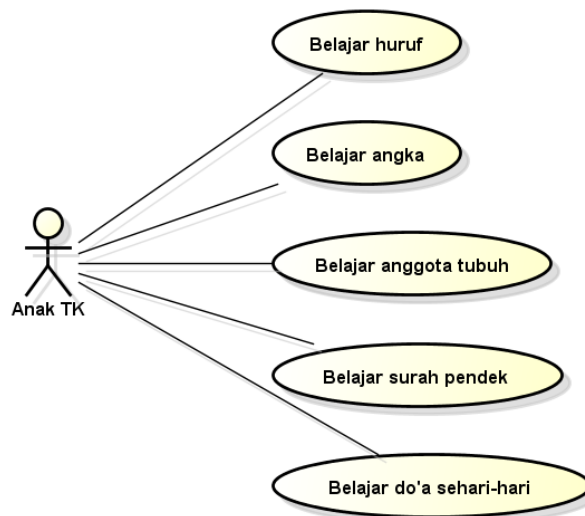 Belajar huruf
Belajar angka
Belajar anggota tubuh
Anak TK
Belajar surah pendek
Belajar do'a sehari-hari